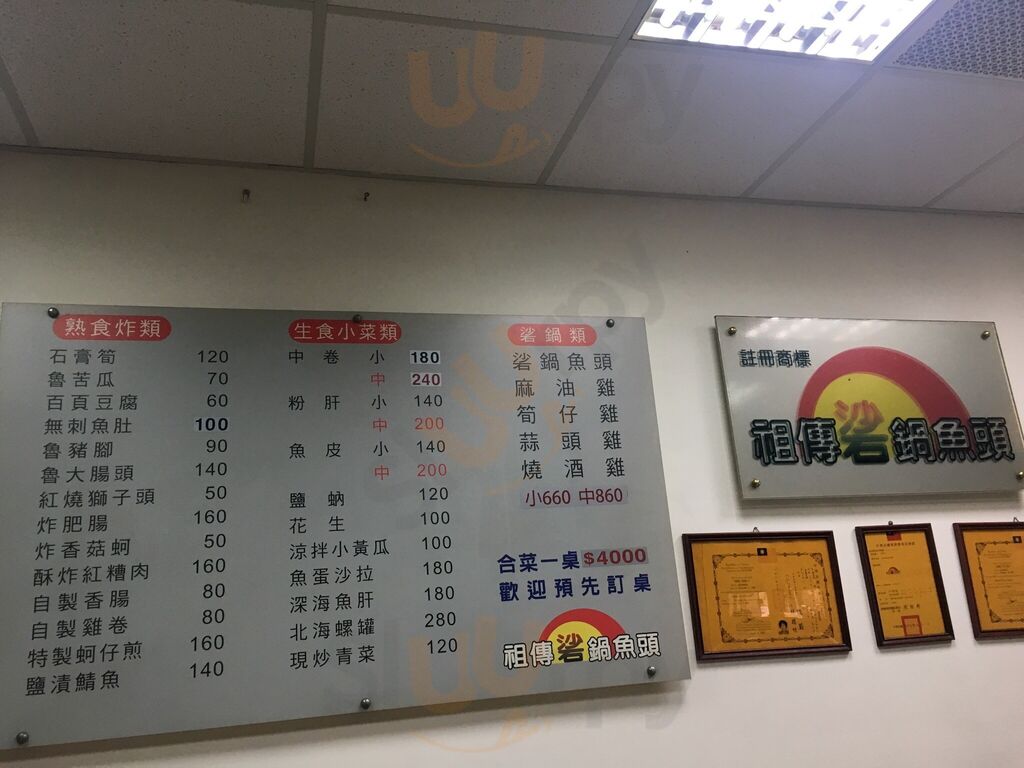 熟食炸類
石膏筍 120
魯苦瓜 70
百頁豆腐 60
無刺魚肚 100
魯豬腳 90
魯大腸頭 140
紅燒獅子頭 50
炸肥腸 160
炸香菇蚵 50
酥炸紅糟肉 160
自製香腸 80
自製雞卷 80
特製蚵仔煎 160
鹽漬鯖魚 140
生食小菜類
中卷 小 180
中 240
粉肝 小 140
中 200
魚皮 小 140
中 200
鹽蚋 120
花生 100
涼拌小黃瓜 100
魚蛋沙拉 180
深海魚肝 180
北海螺罐 280
現炒青菜 120
硰鍋類
硰鍋魚頭
麻油雞
筍仔雞
蒜頭雞
燒酒雞
小660 中860
合菜一桌$4000
歡迎預先訂桌
祖傳硰鍋魚頭
註冊商標
祖傳硰鍋魚頭